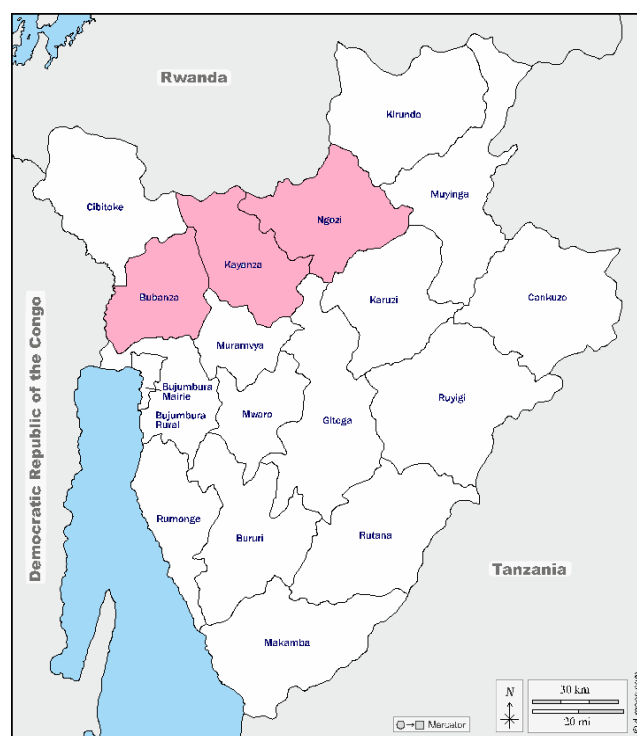 Rwanda
Kirundo
Muyinga
Cibitoke
Ngozi
Kayanza
Bubanza
Karuzi
Cankuzo
Muramvya
Bujumbura
Mairie
Bujumbura
Rural
Mwaro
Gitega
Ruyigi
Rumonge
Bururi
Rutana
Makamba
Democratic Republic of the Congo
Tanzania
N
30 km
20 mi
Mercator